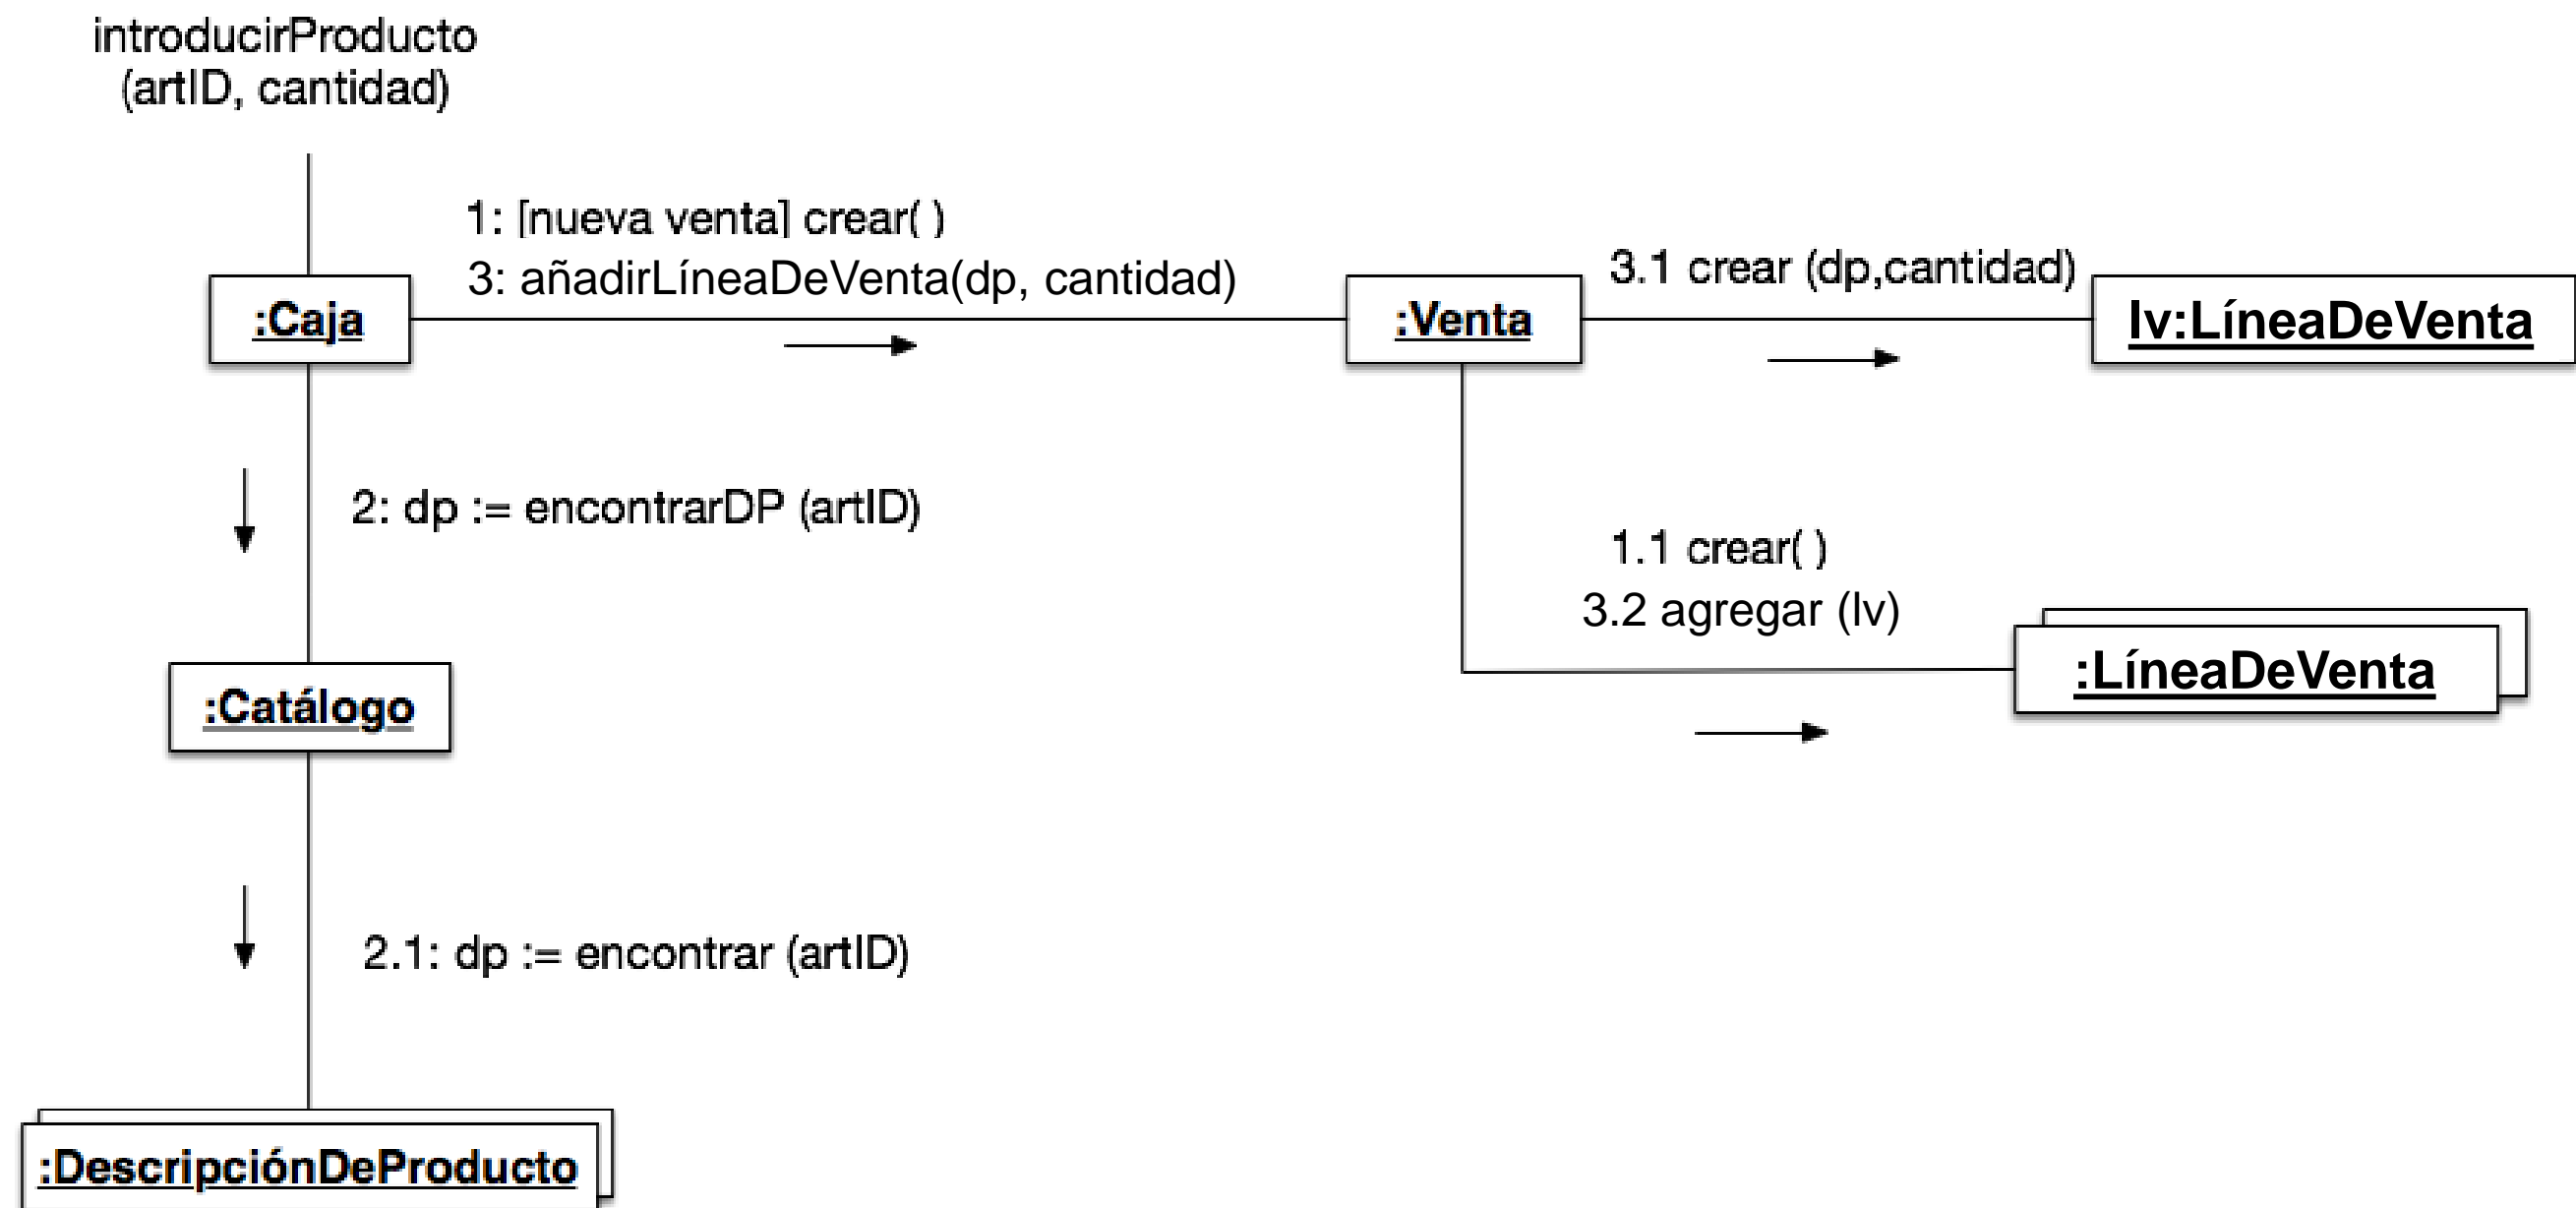 introducirProducto
(artID, cantidad)
1: [nueva venta] crear( )
3: añadirLíneaDeVenta(dp, cantidad)
3.1 crear (dp,cantidad)
:Caja
:Venta
lv:LíneaDeVenta
2: dp := encontrarDP (artID)
1.1 crear( )
3.2 agregar (lv)
:LíneaDeVenta
:Catálogo
2.1: dp := encontrar (artID)
:DescripciónDeProducto